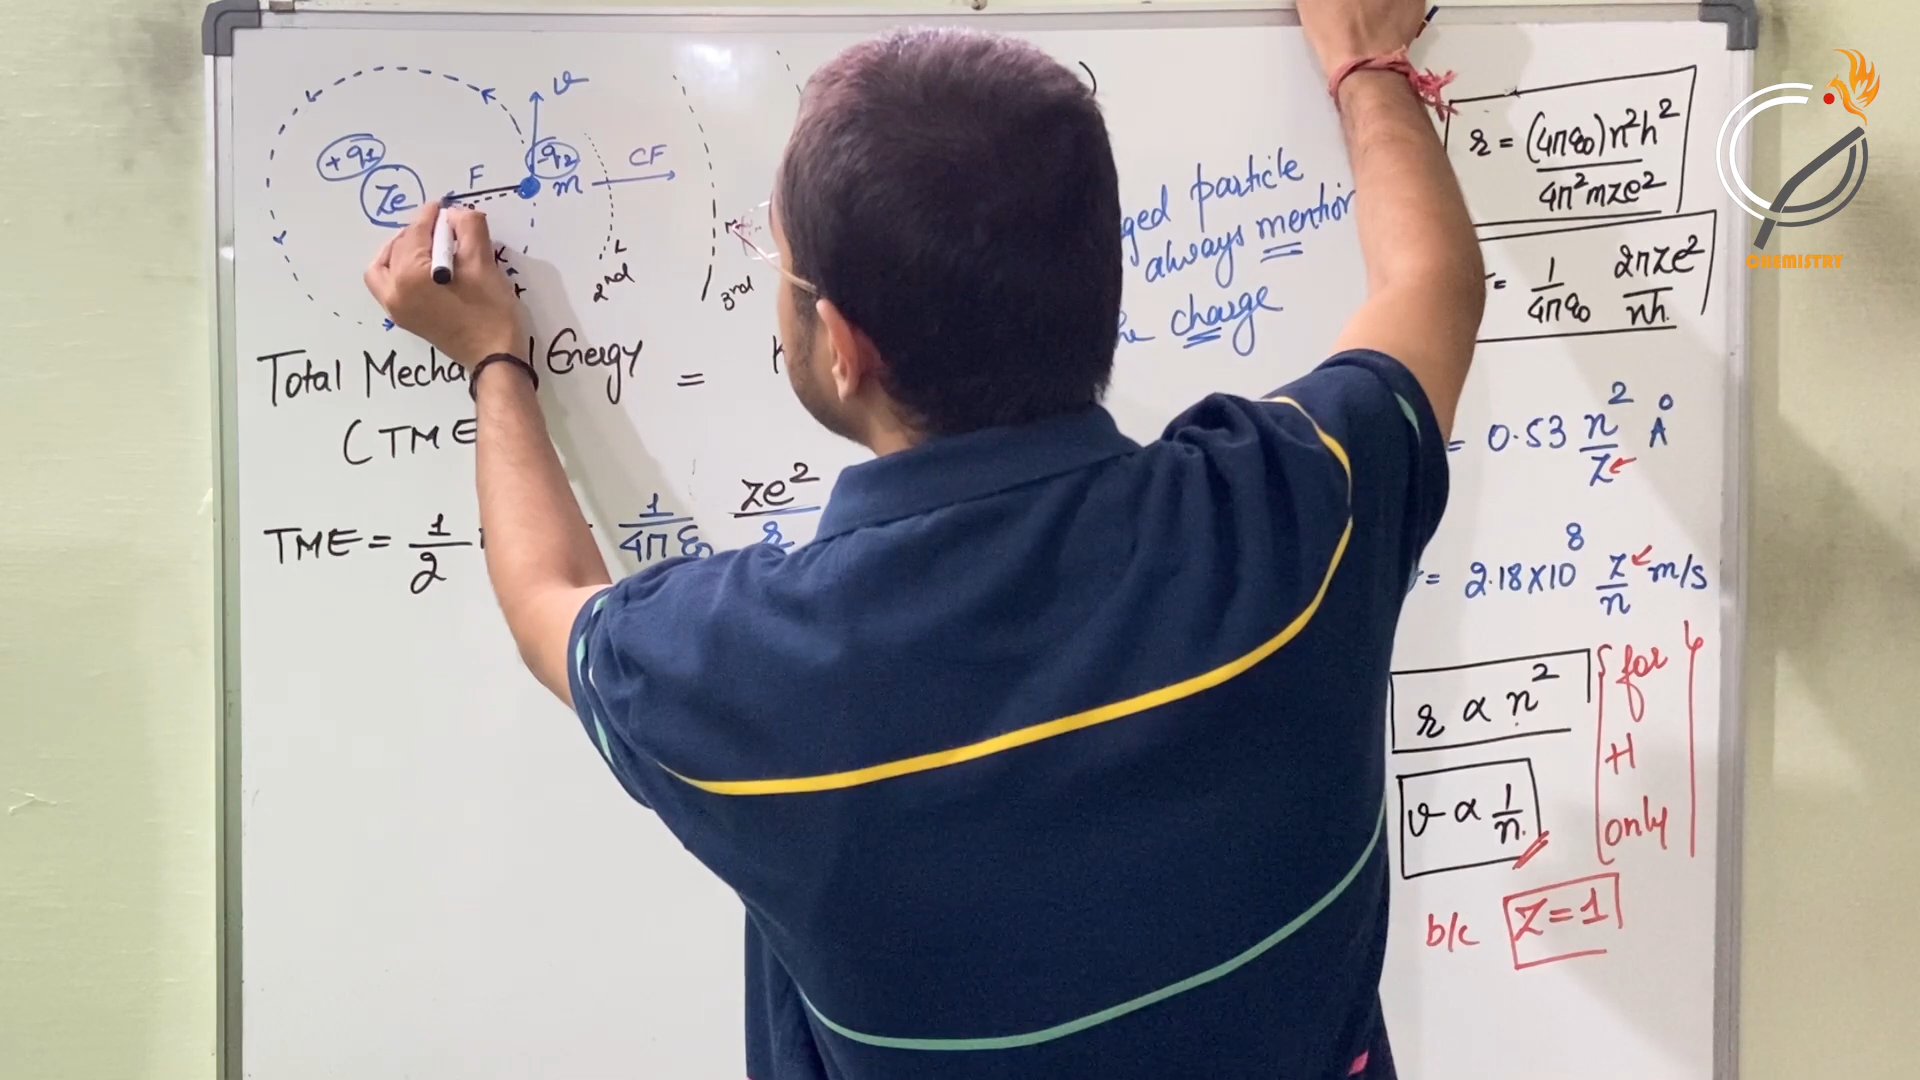 v
+q1
-q2
F
CF
m
Ze
K
L
2nd
3rd
ged particle
always mention
he charge
r = (4πε0)n²h² / 4π²mze²
= 1/4πε0 2πze²/nh
Total Mecha Energy =
(TME
TME = 1/2
1/4πε0 ze²/r
= 0.53 n²/Z Å
= 2.18×10⁸ z/n m/s
r ∝ n²
v ∝ 1/n
for
H
only
b/c Z=1
CHEMISTRY